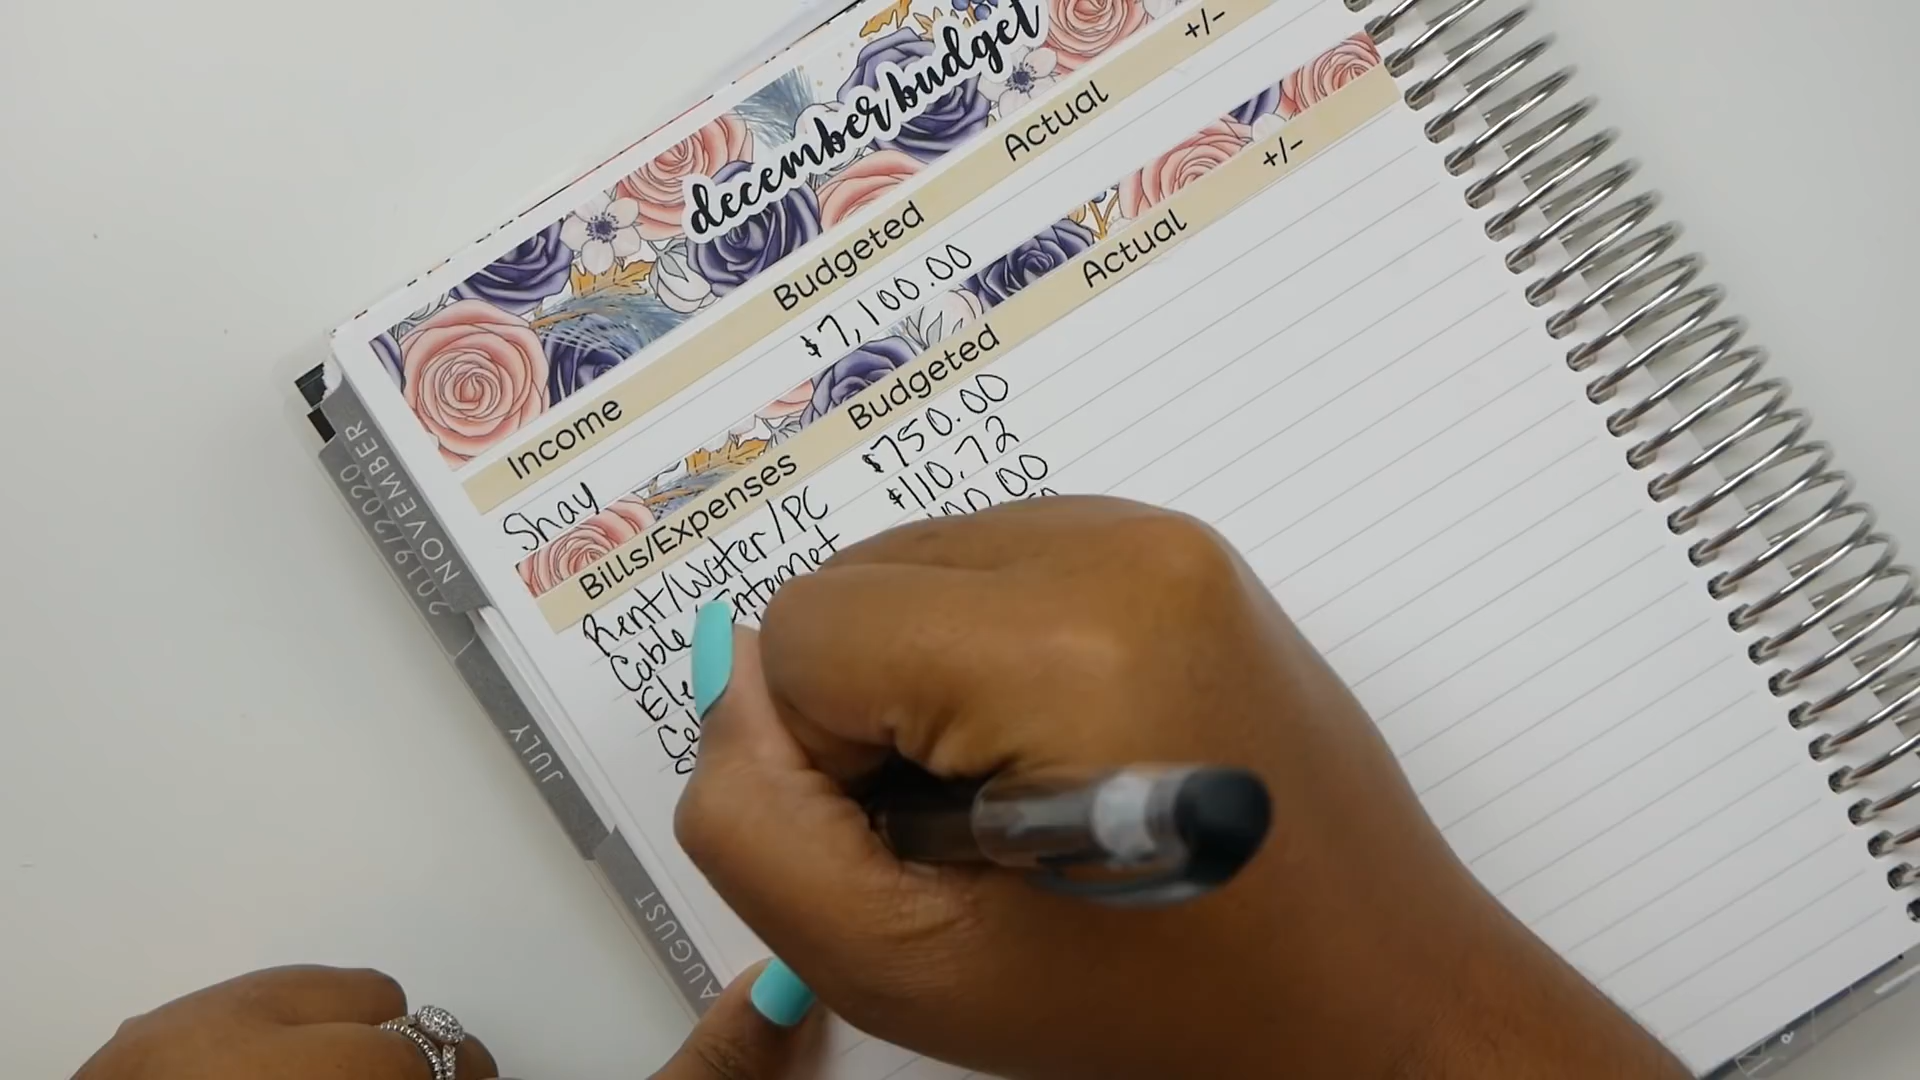 december budget
Income Budgeted Actual +/-
Shay $7,100.00
Bills/Expenses Budgeted Actual +/-
Rent/Water/PC $750.00
Cable/Internet $110.72
2019/2020
NOVEMBER
JULY
AUGUST